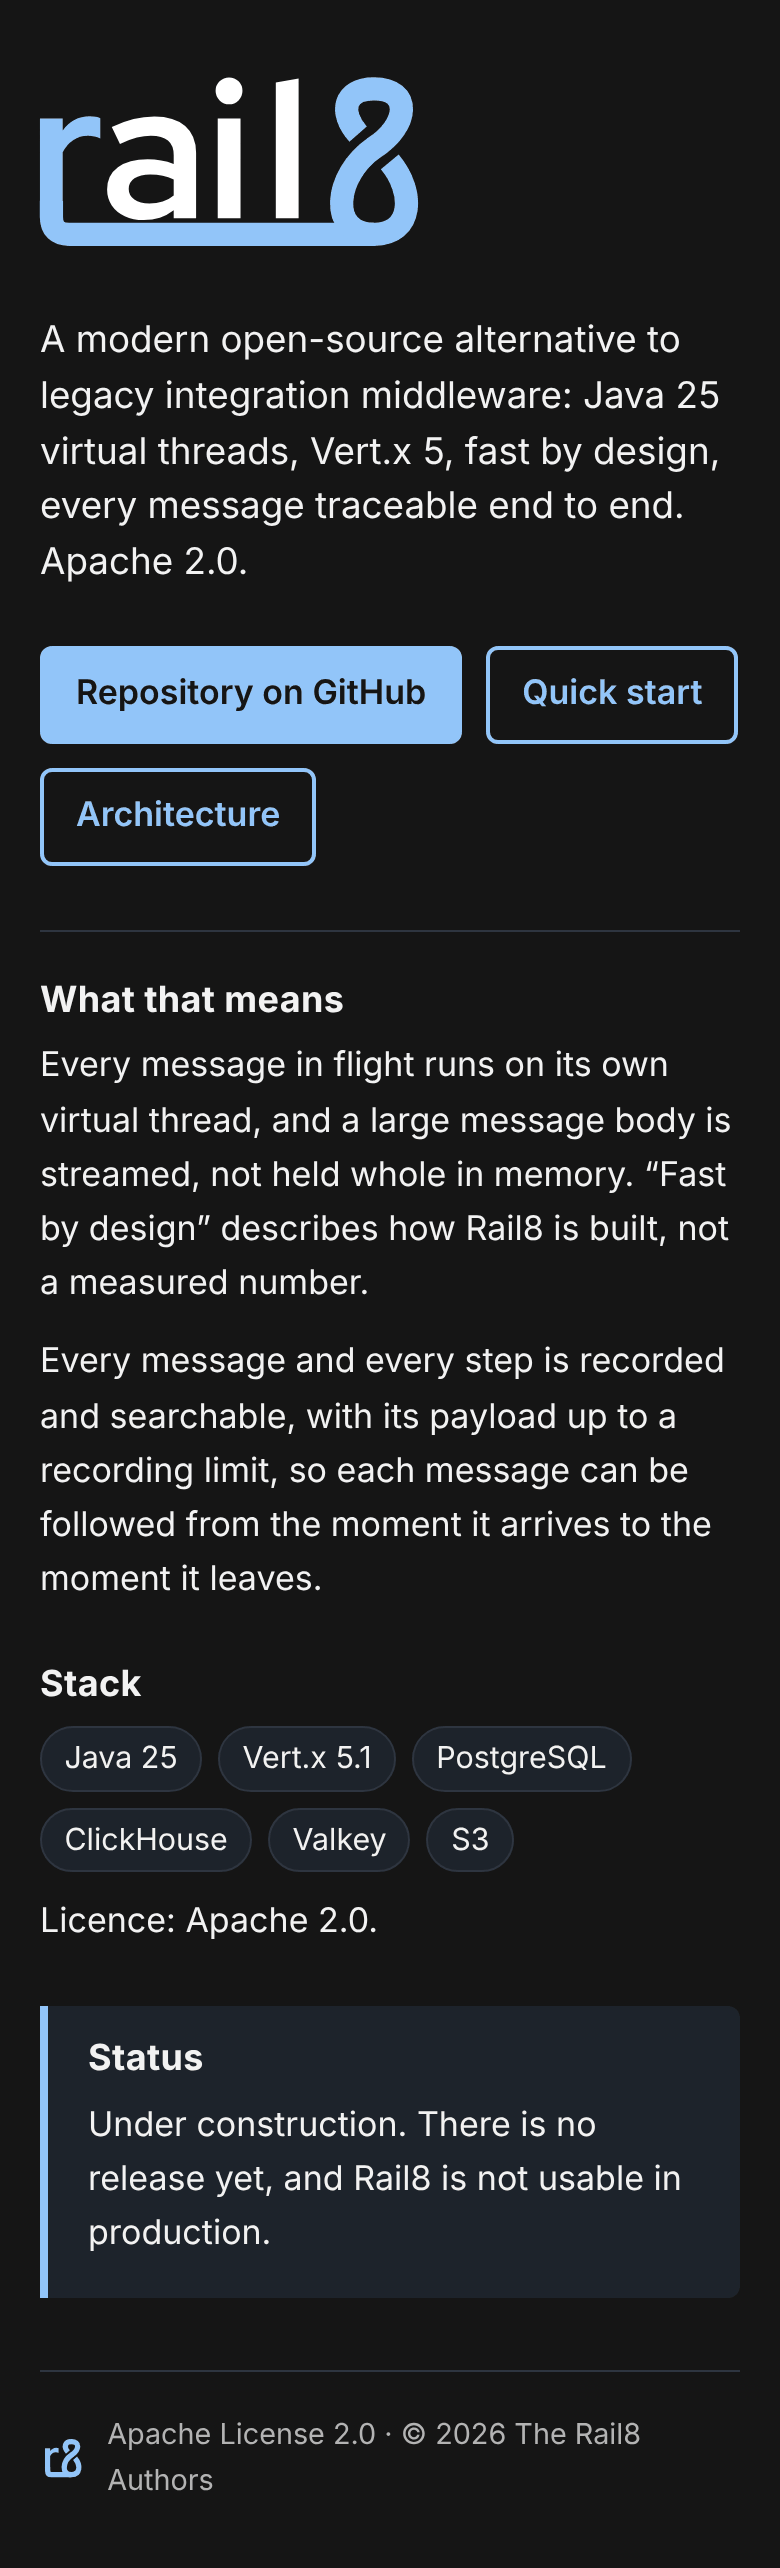 rail8
A modern open-source alternative to
legacy integration middleware: Java 25
virtual threads, Vert.x 5, fast by design,
every message traceable end to end.
Apache 2.0.
Repository on GitHub
Quick start
Architecture
What that means
Every message in flight runs on its own
virtual thread, and a large message body is
streamed, not held whole in memory. “Fast
by design” describes how Rail8 is built, not
a measured number.
Every message and every step is recorded
and searchable, with its payload up to a
recording limit, so each message can be
followed from the moment it arrives to the
moment it leaves.
Stack
Java 25
Vert.x 5.1
PostgreSQL
ClickHouse
Valkey
S3
Licence: Apache 2.0.
Status
Under construction. There is no
release yet, and Rail8 is not usable in
production.
r8
Apache License 2.0 · © 2026 The Rail8
Authors